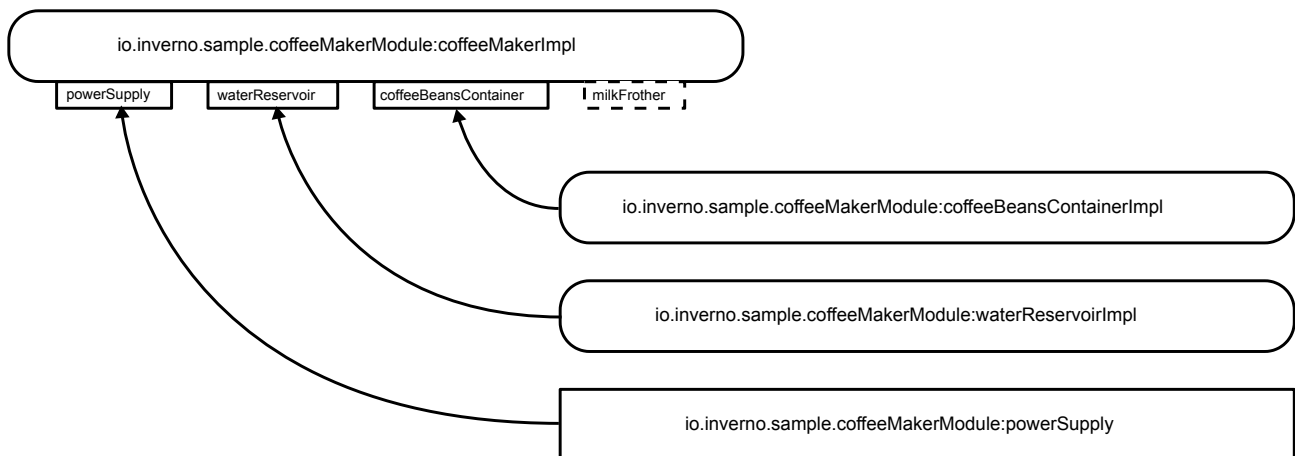 io.inverno.sample.coffeeMakerModule:coffeeMakerImpl
powerSupply
waterReservoir
coffeeBeansContainer
milkFrother
io.inverno.sample.coffeeMakerModule:coffeeBeansContainerImpl
io.inverno.sample.coffeeMakerModule:waterReservoirImpl
io.inverno.sample.coffeeMakerModule:powerSupply